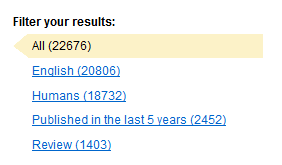 Filter your results:
All (22676)
English (20806)
Humans (18732)
Published in the last 5 years (2452)
Review (1403)